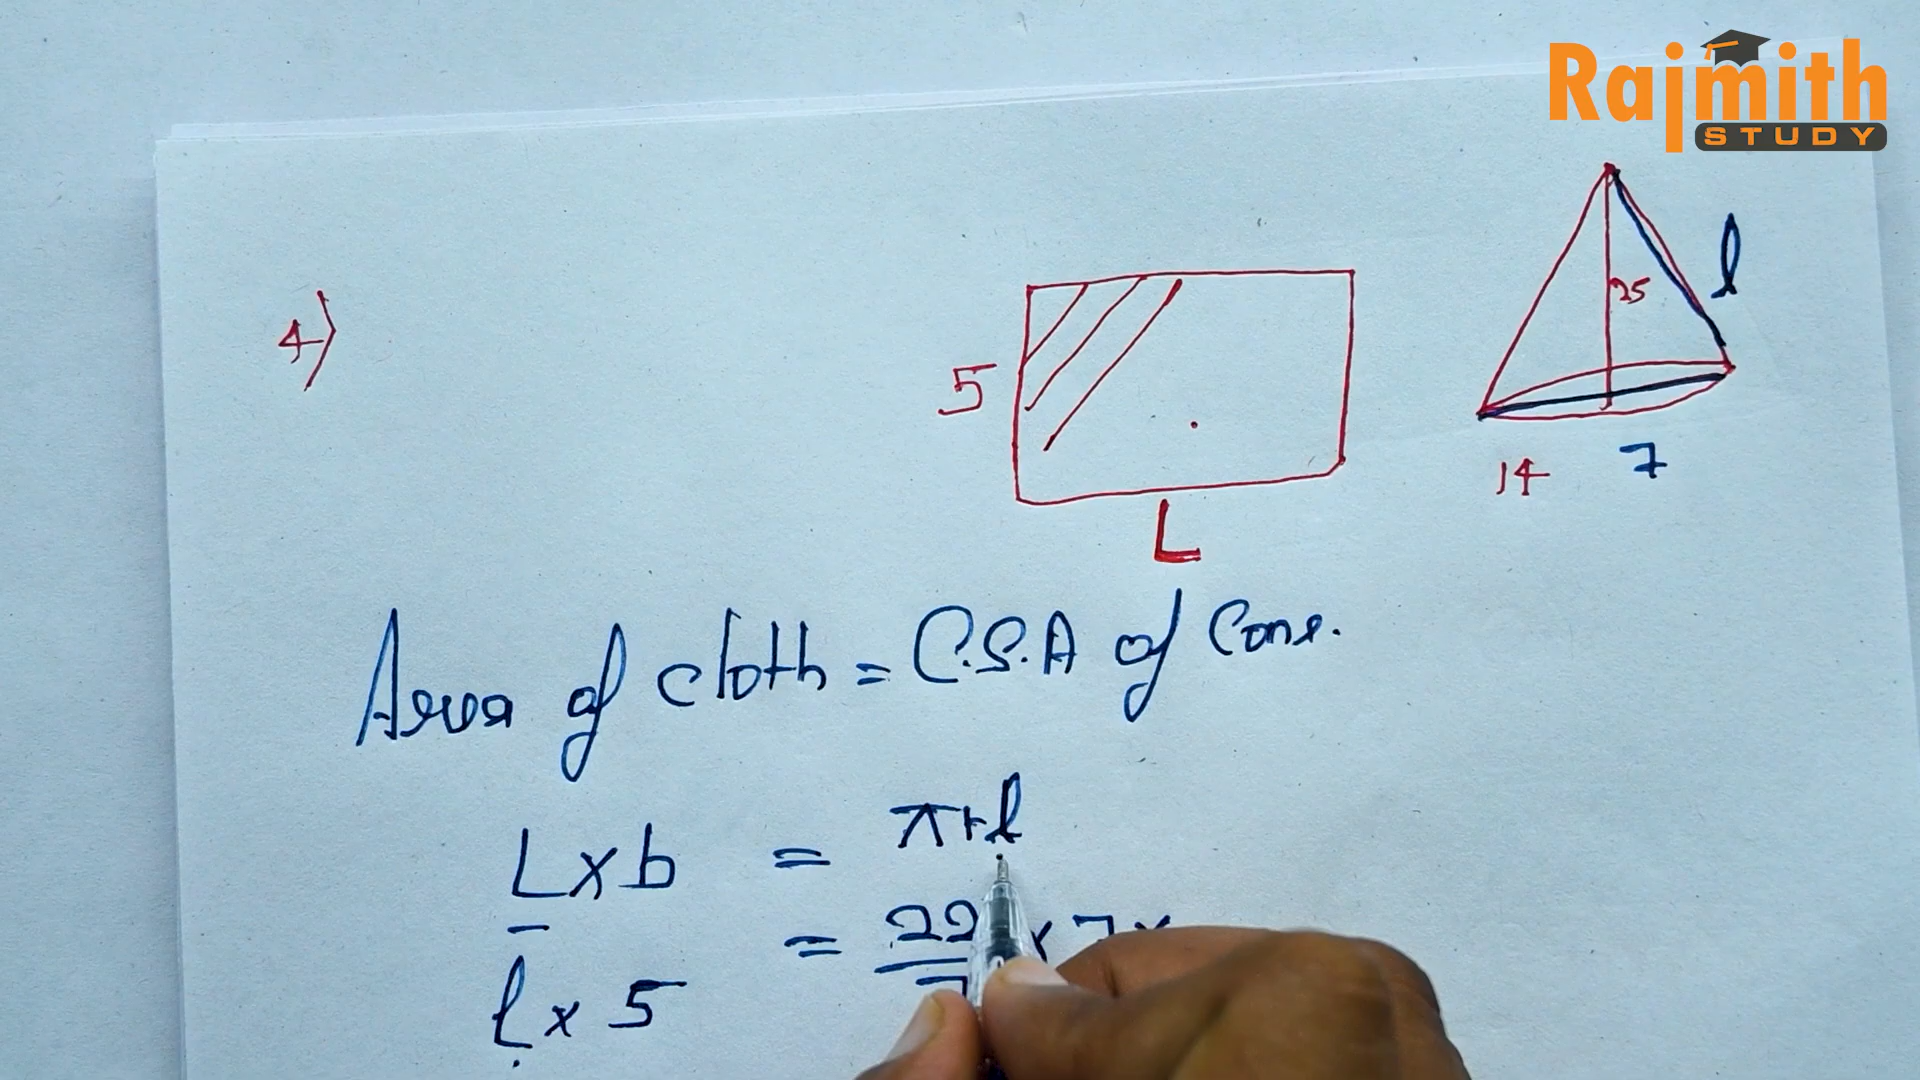 Rajmith
STUDY
4)
25
l
5
14
7
L
Area of cloth = C.S.A of Cone.
L x b = πrl
l x 5 = 22/7 x 7 x